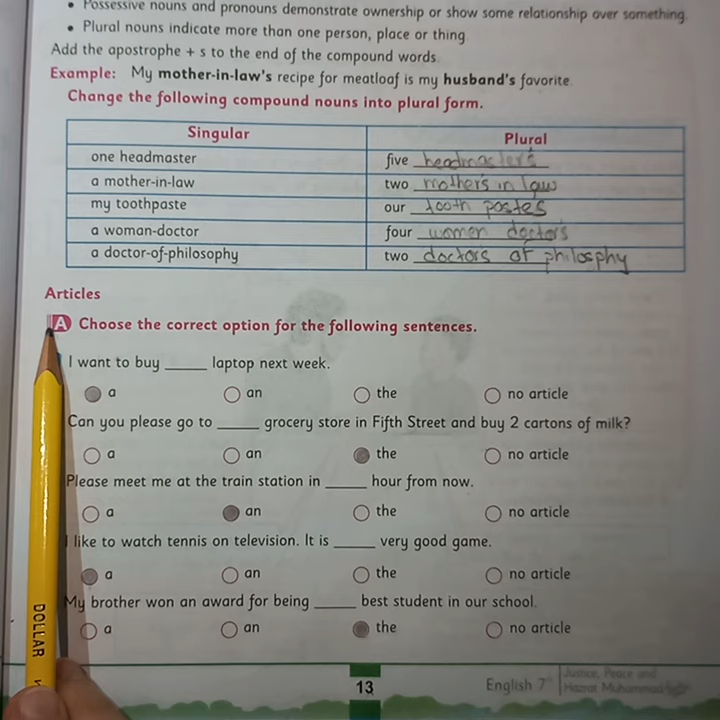 • Possessive nouns and pronouns demonstrate ownership or show some relationship over something.
• Plural nouns indicate more than one person, place or thing.
Add the apostrophe + s to the end of the compound words.
Example: My mother-in-law's recipe for meatloaf is my husband's favorite.
Change the following compound nouns into plural form.
Singular Plural
one headmaster five headmaster's
a mother-in-law two mother's in law
my toothpaste our tooth pastes
a woman-doctor four women doctor's
a doctor-of-philosophy two doctors of philosphy
Articles
A Choose the correct option for the following sentences.
I want to buy _____ laptop next week.
a an the no article
Can you please go to _____ grocery store in Fifth Street and buy 2 cartons of milk?
a an the no article
Please meet me at the train station in _____ hour from now.
a an the no article
I like to watch tennis on television. It is _____ very good game.
a an the no article
My brother won an award for being _____ best student in our school.
a an the no article
DOLLAR
13 English 7 Justice, Peace and
Hazrat Muhammad